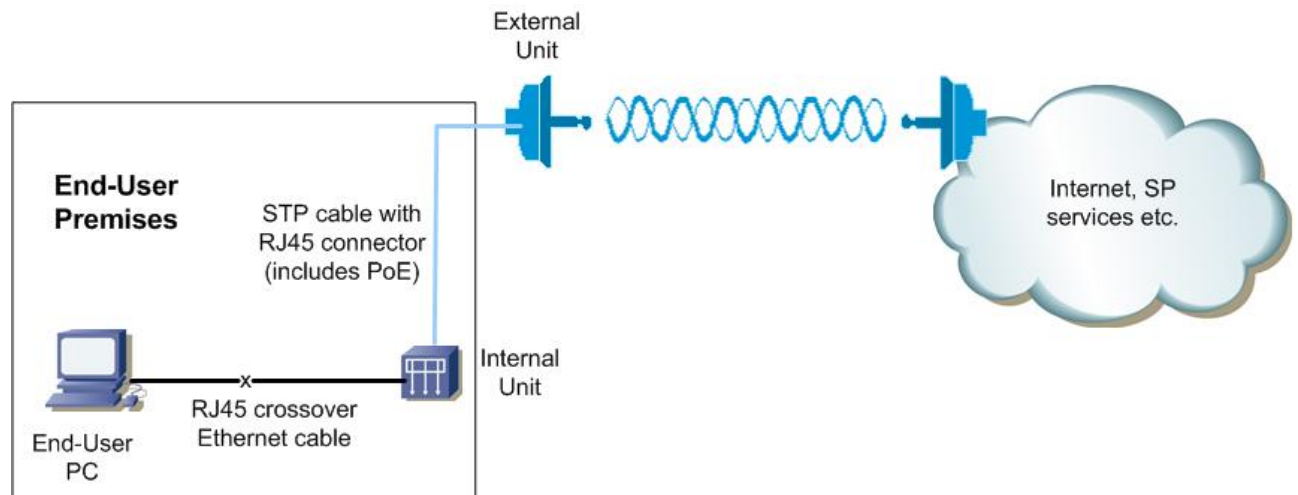 External
Unit
End-User
Premises
STP cable with
RJ45 connector
(includes PoE)
Internet, SP
services etc.
Internal
Unit
x
RJ45 crossover
Ethernet cable
End-User
PC